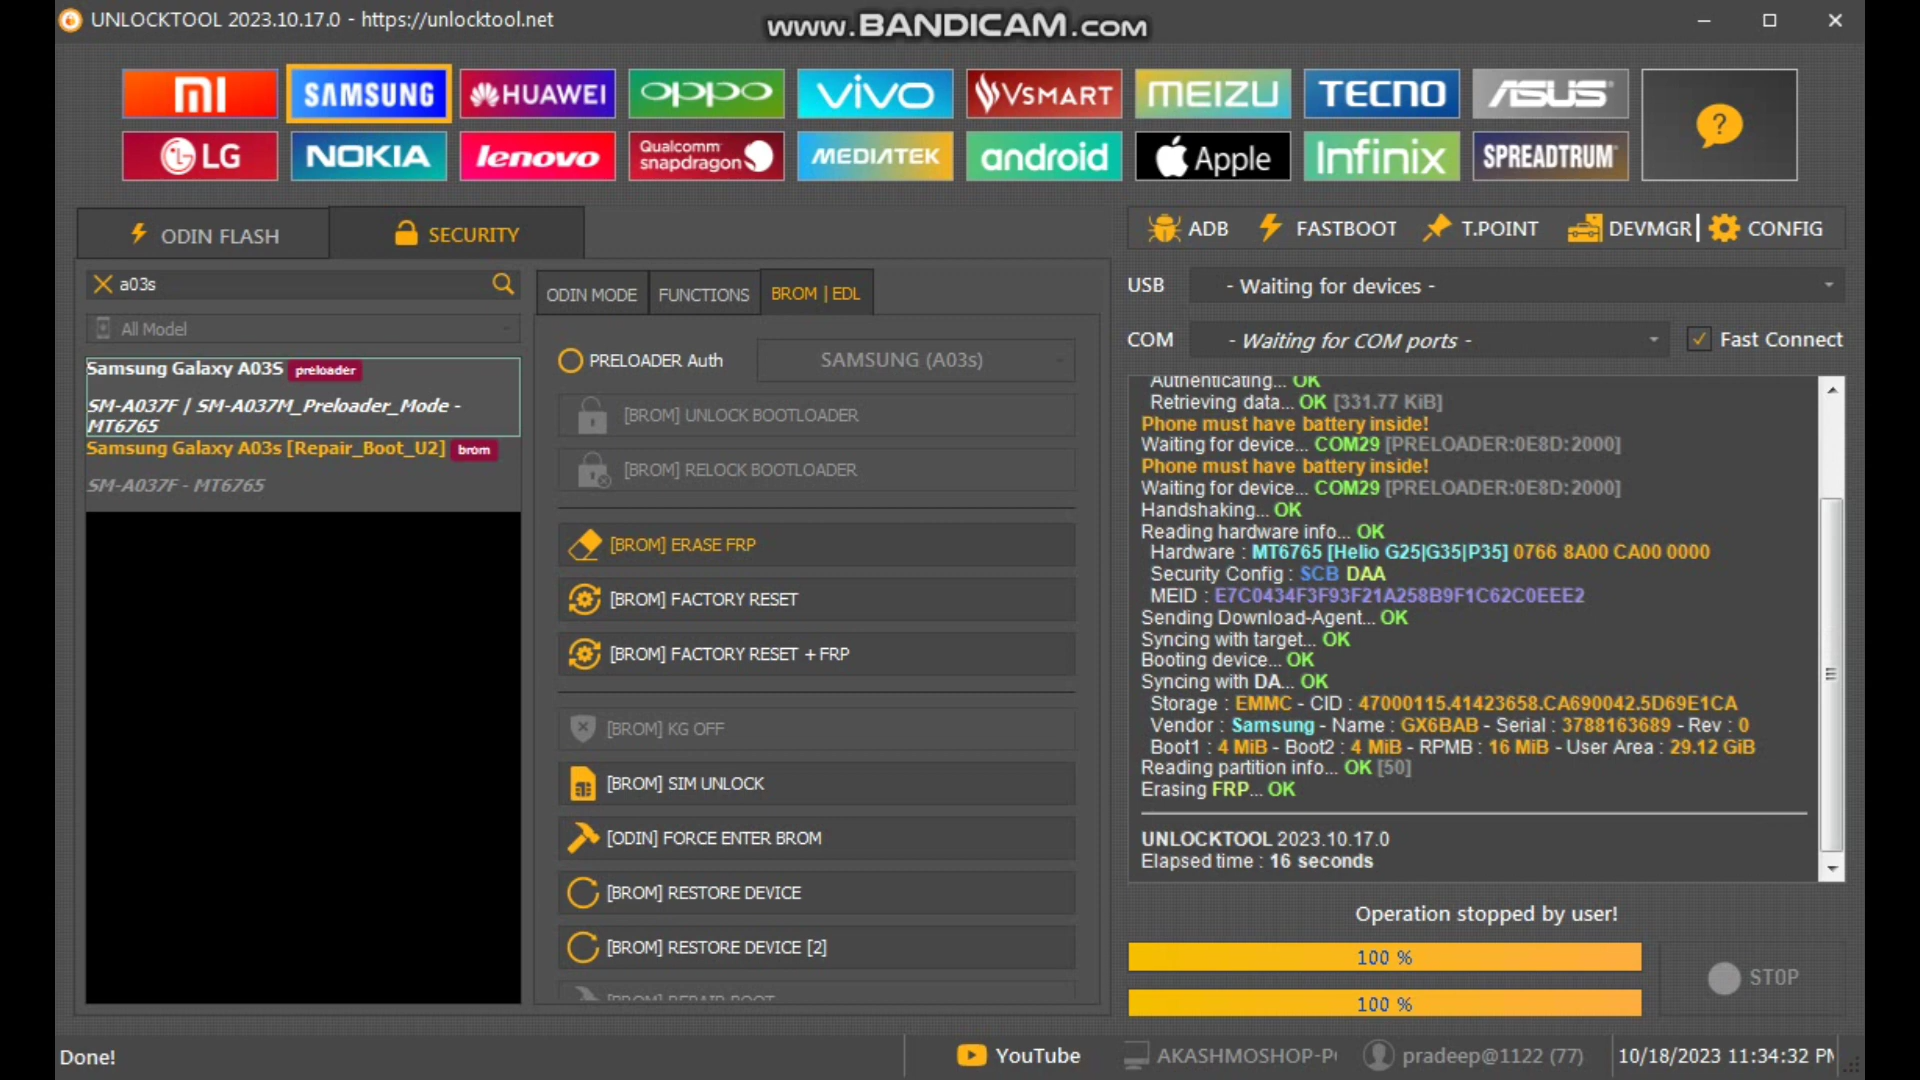 UNLOCKTOOL 2023.10.17.0 - https://unlocktool.net
www.BANDICAM.com
MI SAMSUNG HUAWEI oppo vivo VSMART MEIZU TECNO ASUS ?
LG NOKIA lenovo Qualcomm snapdragon MEDIATEK android Apple Infinix SPREADTRUM
ODIN FLASH
SECURITY
ADB FASTBOOT T.POINT DEVMGR CONFIG
a03s
All Model
Samsung Galaxy A03S preloader
SM-A037F | SM-A037M_Preloader_Mode -
MT6765
Samsung Galaxy A03s [Repair_Boot_U2] brom
SM-A037F - MT6765
ODIN MODE FUNCTIONS BROM | EDL
PRELOADER Auth SAMSUNG (A03s)
[BROM] UNLOCK BOOTLOADER
[BROM] RELOCK BOOTLOADER
[BROM] ERASE FRP
[BROM] FACTORY RESET
[BROM] FACTORY RESET + FRP
[BROM] KG OFF
[BROM] SIM UNLOCK
[ODIN] FORCE ENTER BROM
[BROM] RESTORE DEVICE
[BROM] RESTORE DEVICE [2]
[BROM] REPAIR BOOT
USB - Waiting for devices -
COM - Waiting for COM ports - Fast Connect
Authenticating... OK
Retrieving data... OK [331.77 KiB]
Phone must have battery inside!
Waiting for device... COM29 [PRELOADER:0E8D:2000]
Phone must have battery inside!
Waiting for device... COM29 [PRELOADER:0E8D:2000]
Handshaking... OK
Reading hardware info... OK
Hardware : MT6765 [Helio G25|G35|P35] 0766 8A00 CA00 0000
Security Config : SCB DAA
MEID : E7C0434F3F93F21A258B9F1C62C0EEE2
Sending Download-Agent... OK
Syncing with target... OK
Booting device... OK
Syncing with DA... OK
Storage : EMMC - CID : 47000115.41423658.CA690042.5D69E1CA
Vendor : Samsung - Name : GX6BAB - Serial : 3788163689 - Rev : 0
Boot1 : 4 MiB - Boot2 : 4 MiB - RPMB : 16 MiB - User Area : 29.12 GiB
Reading partition info... OK [50]
Erasing FRP... OK
UNLOCKTOOL 2023.10.17.0
Elapsed time : 16 seconds
Operation stopped by user!
100 %
100 %
STOP
Done!
YouTube
AKASHMOSHOP-P
pradeep@1122 (77)
10/18/2023 11:34:32 P